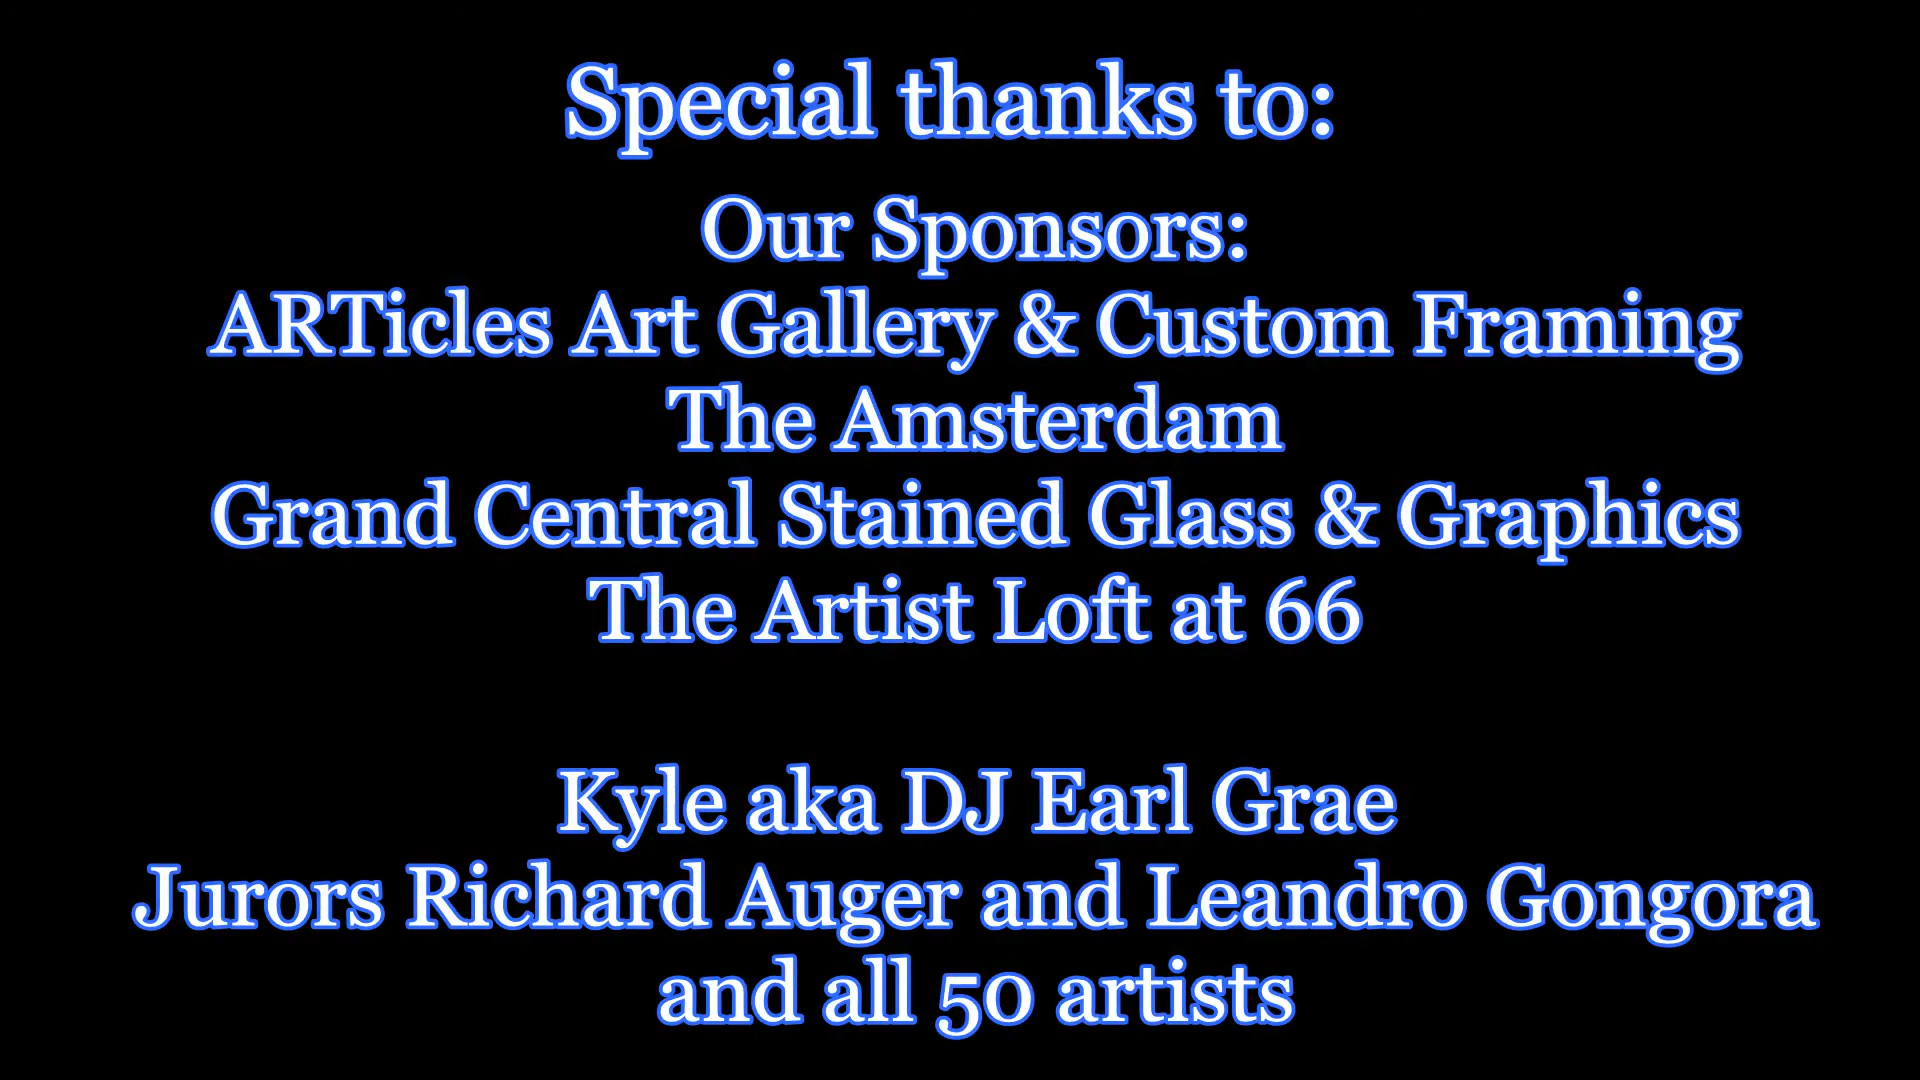 Special thanks to:
Our Sponsors:
ARTicles Art Gallery & Custom Framing
The Amsterdam
Grand Central Stained Glass & Graphics
The Artist Loft at 66
Kyle aka DJ Earl Grae
Jurors Richard Auger and Leandro Gongora
and all 50 artists